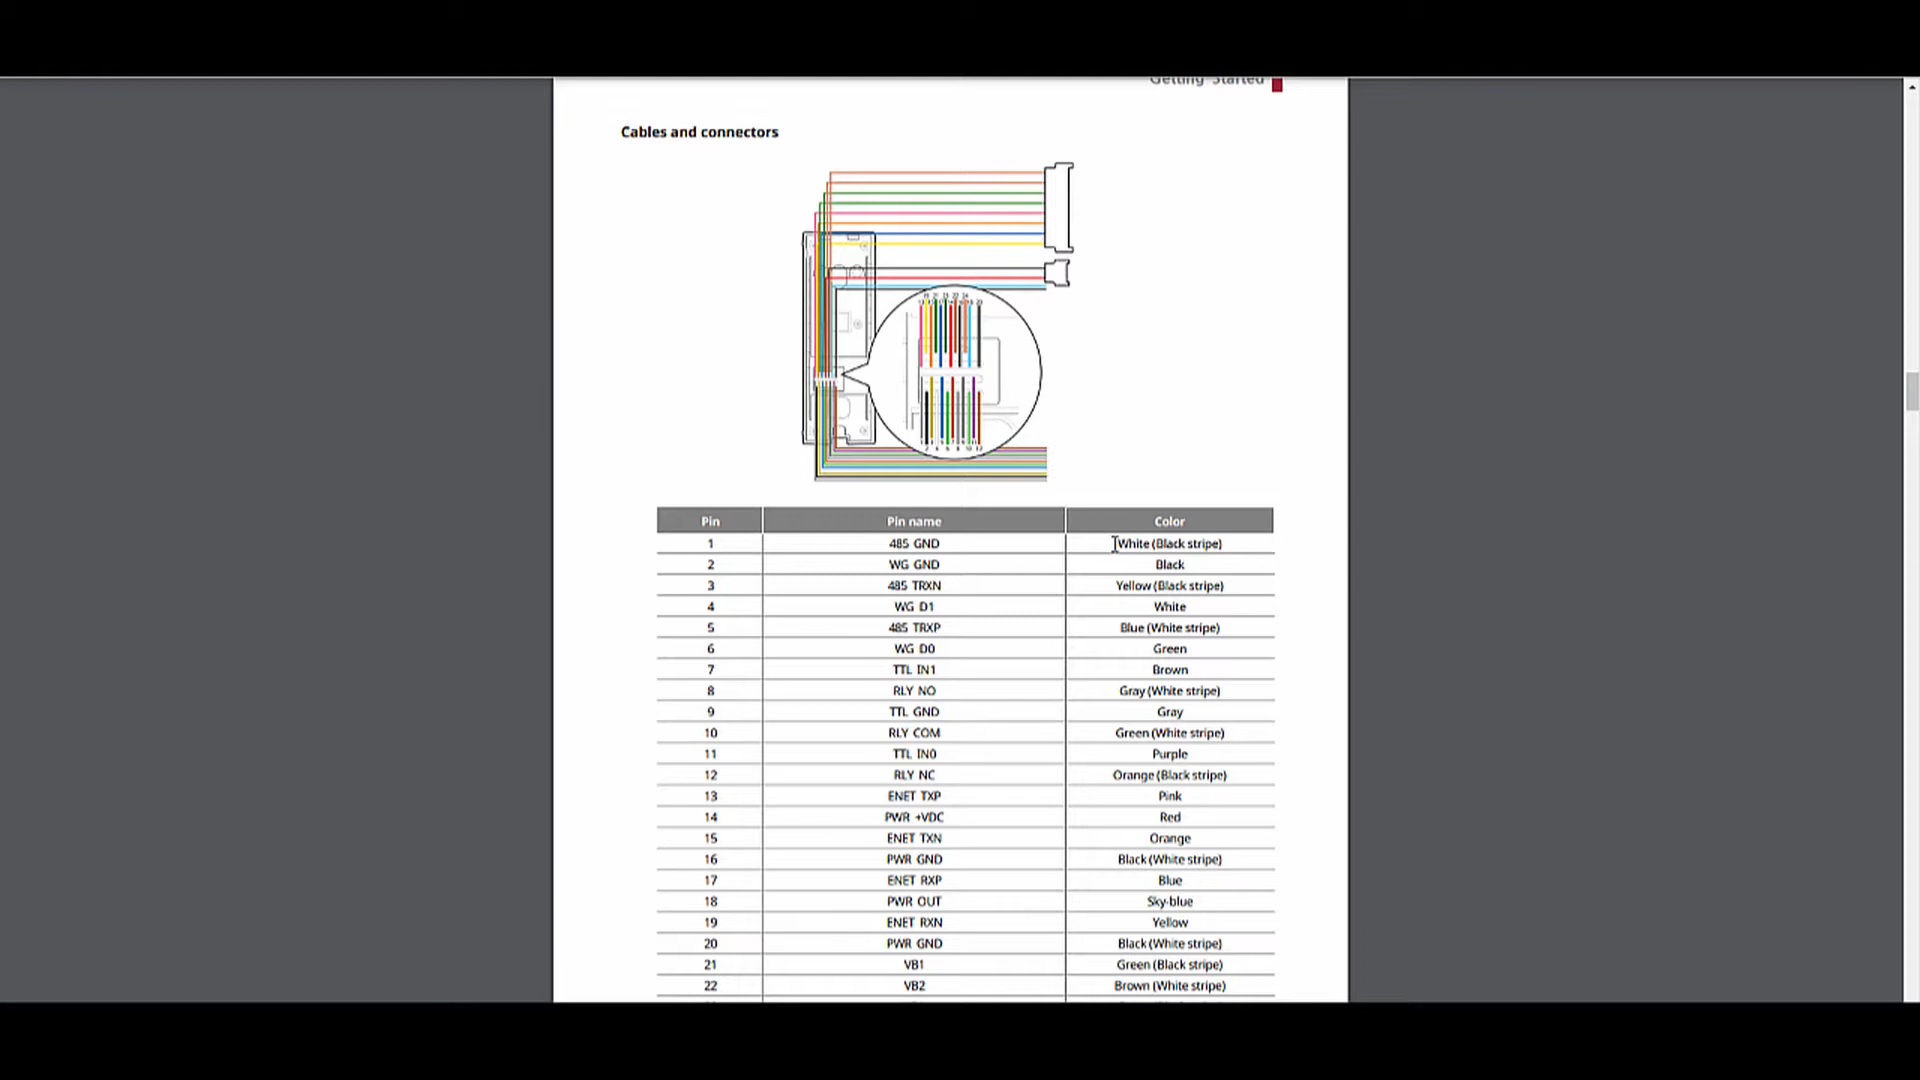 Getting Started
Cables and connectors
Pin Pin name Color
1 485 GND White (Black stripe)
2 WG GND Black
3 485 TRXN Yellow (Black stripe)
4 WG D1 White
5 485 TRXP Blue (White stripe)
6 WG D0 Green
7 TTL IN1 Brown
8 RLY NO Gray (White stripe)
9 TTL GND Gray
10 RLY COM Green (White stripe)
11 TTL IN0 Purple
12 RLY NC Orange (Black stripe)
13 ENET TXP Pink
14 PWR +VDC Red
15 ENET TXN Orange
16 PWR GND Black (White stripe)
17 ENET RXP Blue
18 PWR OUT Sky-blue
19 ENET RXN Yellow
20 PWR GND Black (White stripe)
21 VB1 Green (Black stripe)
22 VB2 Brown (White stripe)